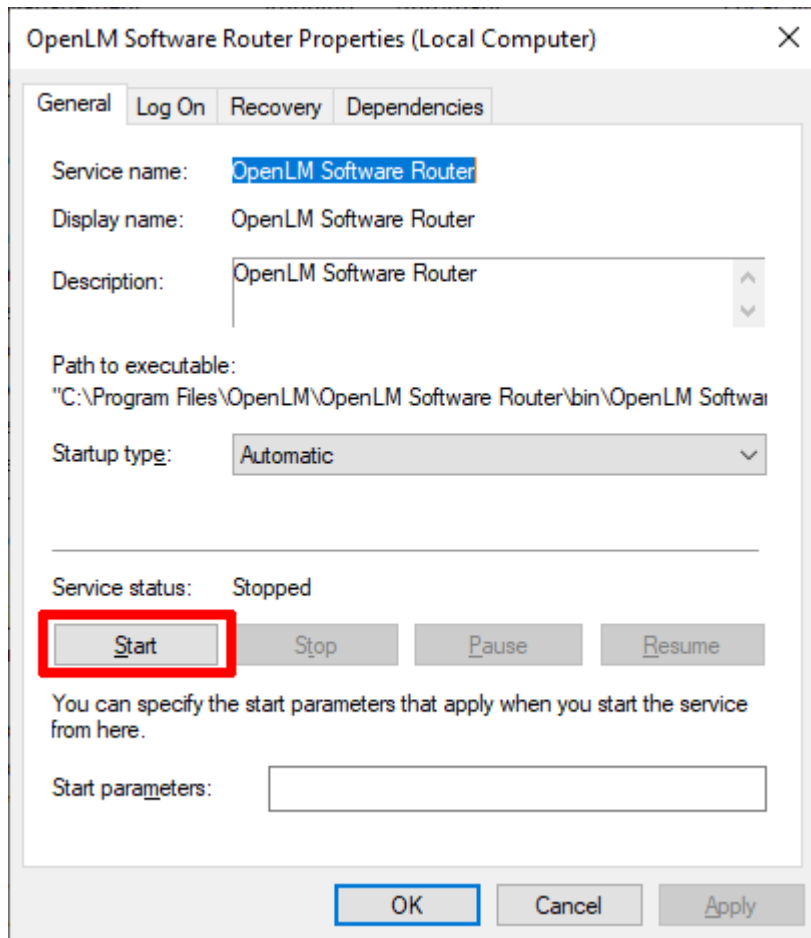 OpenLM Software Router Properties (Local Computer)
General Log On Recovery Dependencies
Service name: OpenLM Software Router
Display name: OpenLM Software Router
Description: OpenLM Software Router
Path to executable:
"C:\Program Files\OpenLM\OpenLM Software Router\bin\OpenLM Softwar
Startup type: Automatic
Service status: Stopped
Start Stop Pause Resume
You can specify the start parameters that apply when you start the service
from here.
Start parameters:
OK Cancel Apply